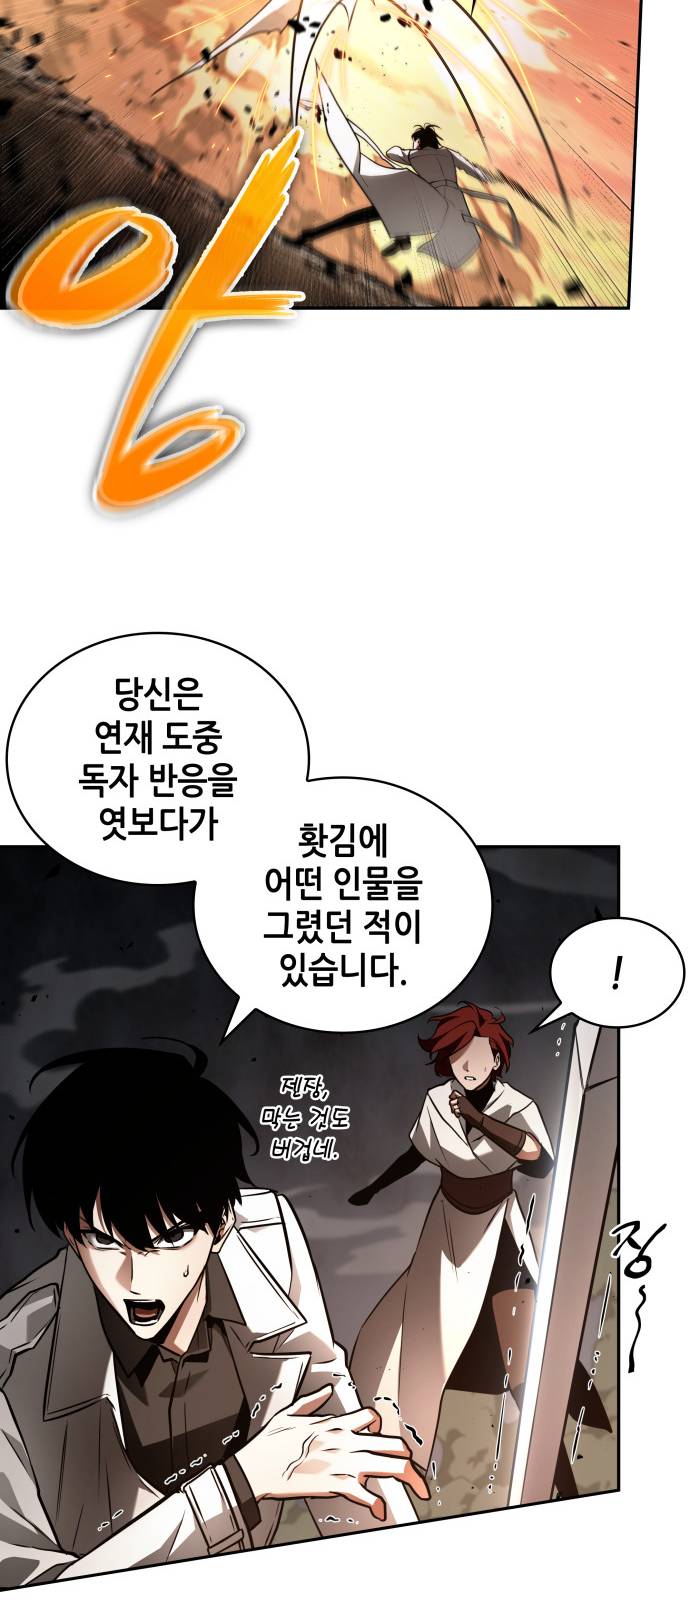 앙
당신은
연재 도중
독자 반응을
엿보다가
홧김에
어떤 인물을
그렸던 적이
있습니다.
!
젠장,
막는 것도
버겁네.
징